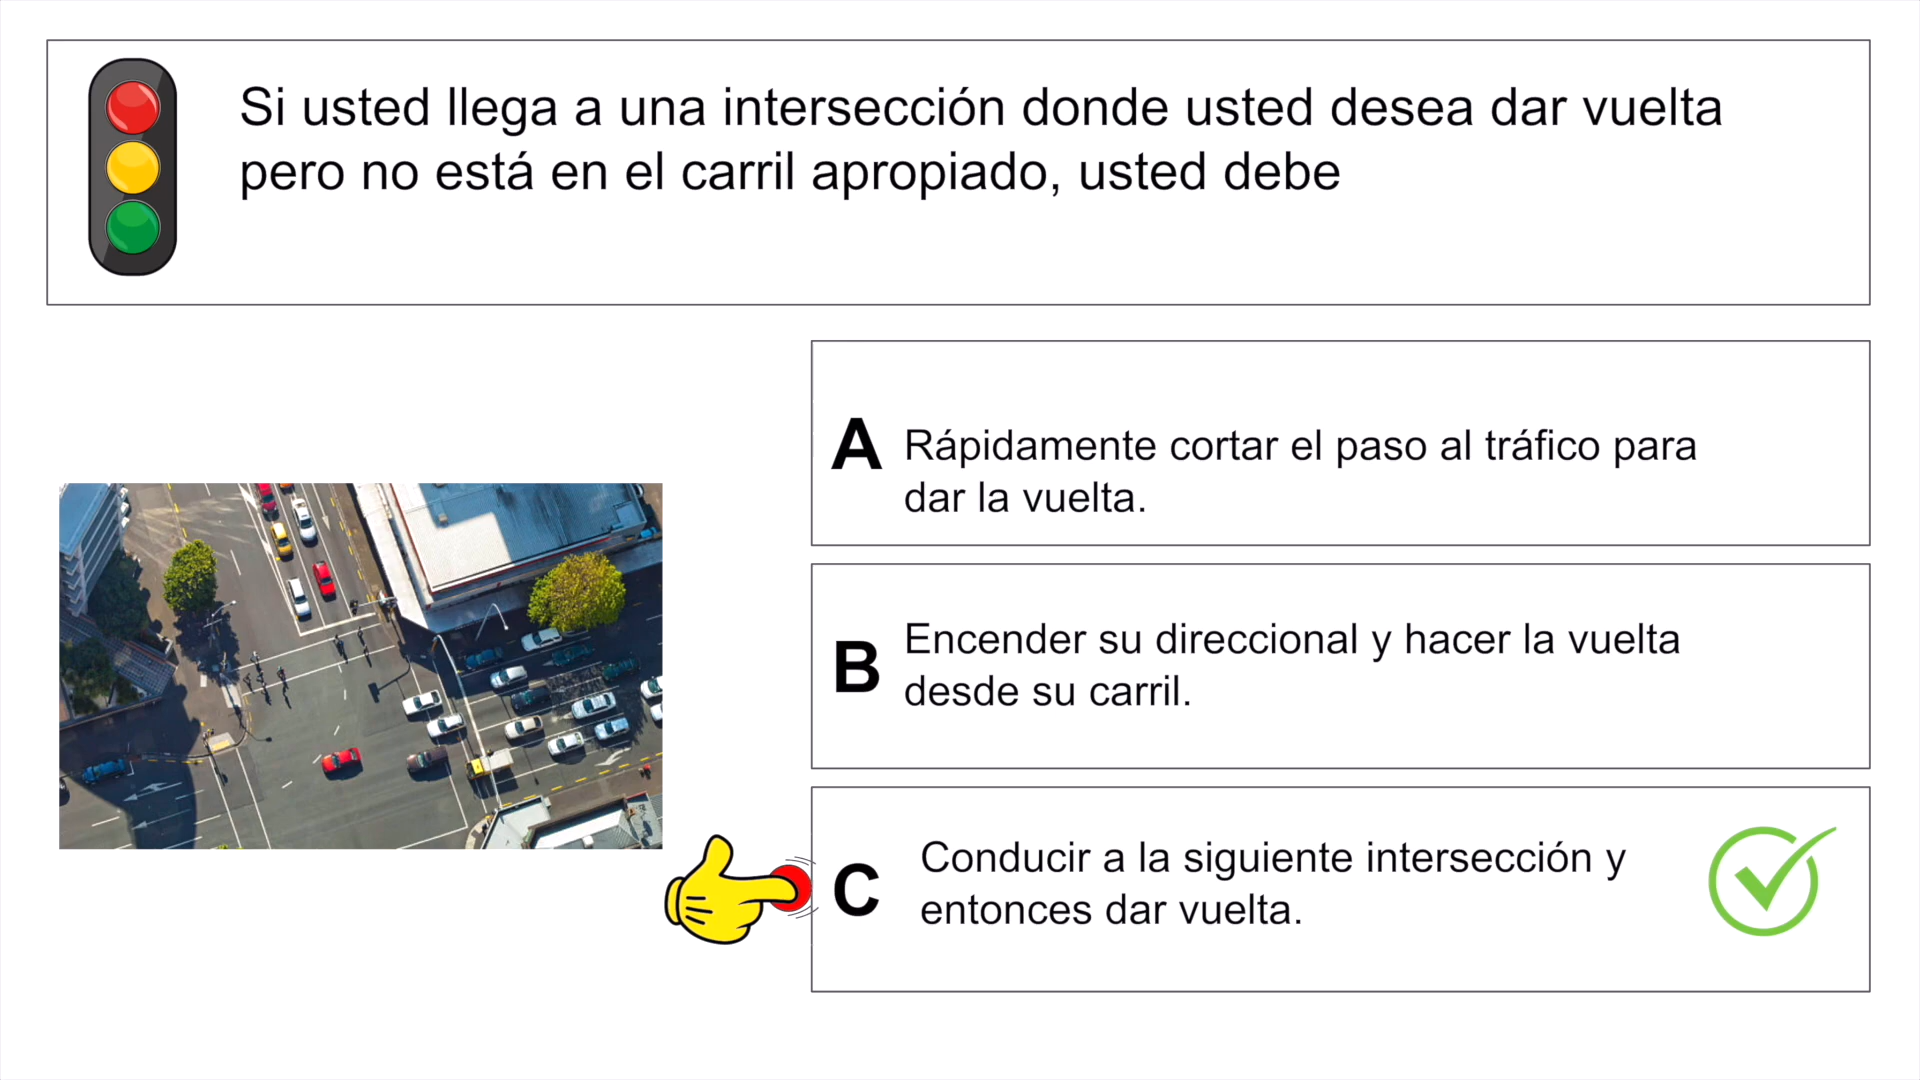 Si usted llega a una intersección donde usted desea dar vuelta
pero no está en el carril apropiado, usted debe
A
Rápidamente cortar el paso al tráfico para
dar la vuelta.
B
Encender su direccional y hacer la vuelta
desde su carril.
C
Conducir a la siguiente intersección y
entonces dar vuelta.